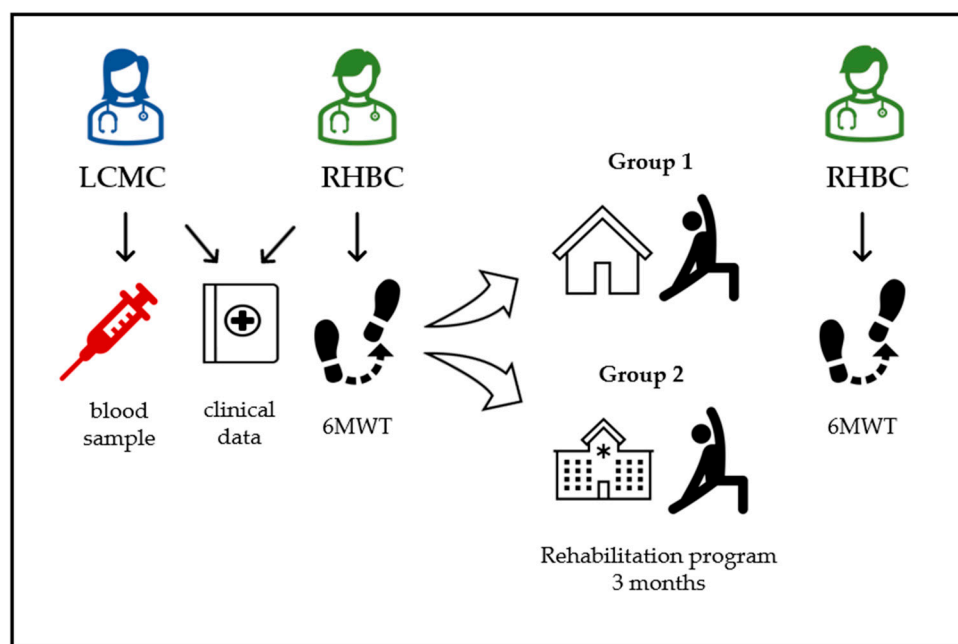 LCMC
RHBC
Group 1
RHBC
blood
sample
clinical
data
6MWT
Group 2
6MWT
Rehabilitation program
3 months